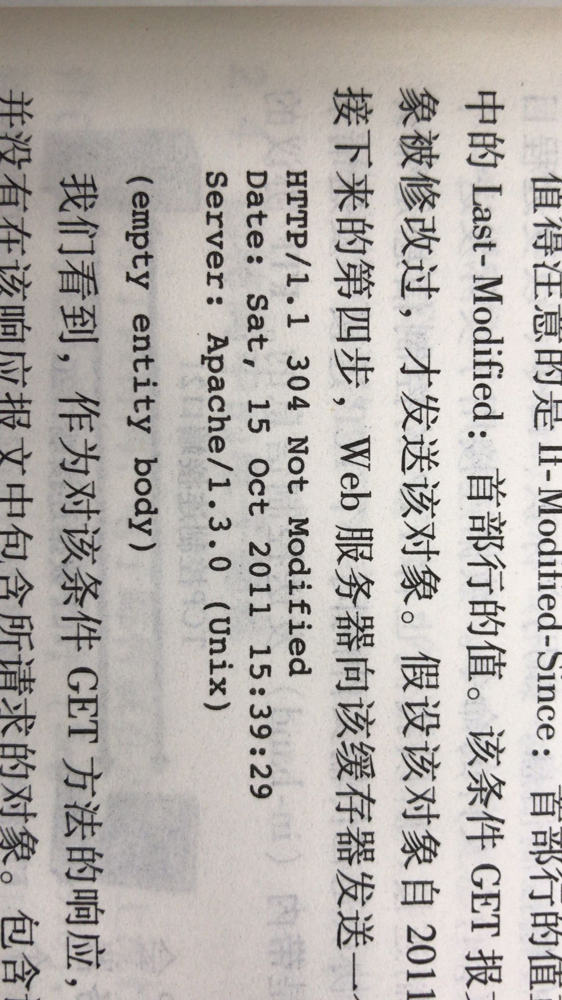 值得注意的是 If-Modified-Since：首部行的值
中的 Last-Modified：首部行的值。该条件 GET 报
象被修改过，才发送该对象。假设该对象自 2011
接下来的第四步，Web 服务器向该缓存器发送一
HTTP/1.1 304 Not Modified
Date: Sat, 15 Oct 2011 15:39:29
Server: Apache/1.3.0 (Unix)
(empty entity body)
我们看到，作为对该条件 GET 方法的响应，
并没有在该响应报文中包含所请求的对象。包含